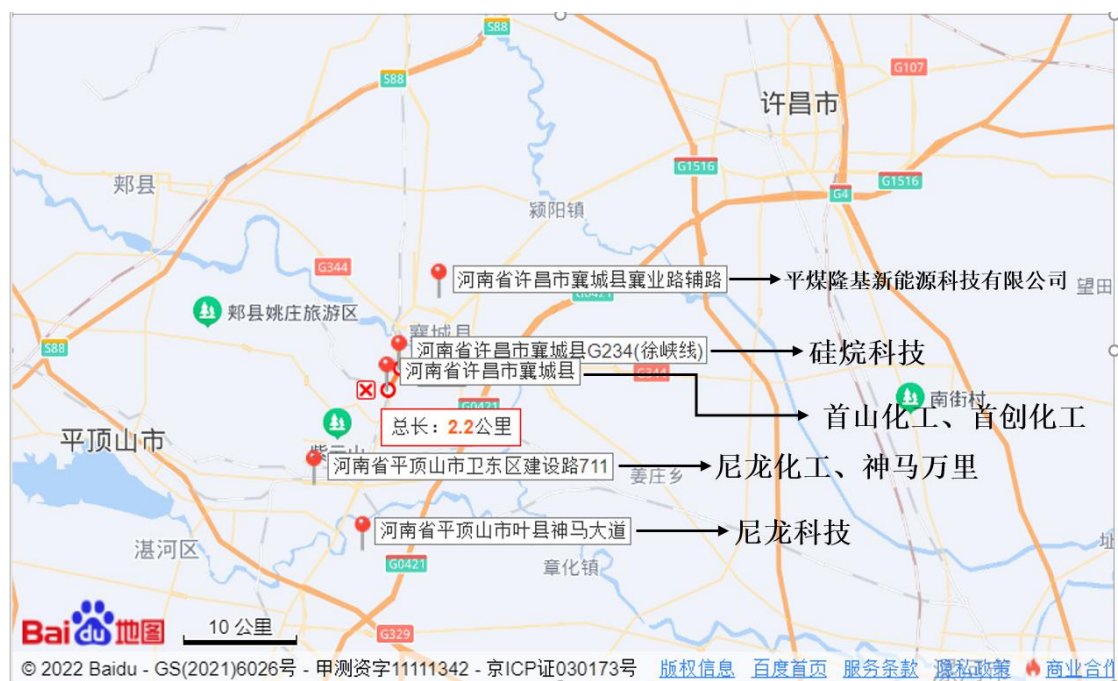 S88
G107
S88
许昌市
G1516
G1516
G4
郏县
颍阳镇
G344
河南省许昌市襄城县襄业路辅路
平煤隆基新能源科技有限公司
望田
G0421
郏县姚庄旅游区
襄城县
S88
河南省许昌市襄城县G234(徐峡线)
硅烷科技
河南省许昌市襄城县
G344
南街村
G0421
首山化工、首创化工
总长：2.2公里
平顶山市
紫云山
河南省平顶山市卫东区建设路711
尼龙化工、神马万里
姜庄乡
河南省平顶山市叶县神马大道
尼龙科技
湛河区
G0421
章化镇
Bai du 地图
10 公里
G329
© 2022 Baidu - GS(2021)6026号 - 甲测资字11111342 - 京ICP证030173号 版权信息 百度首页 服务条款 隐私政策 商业合作